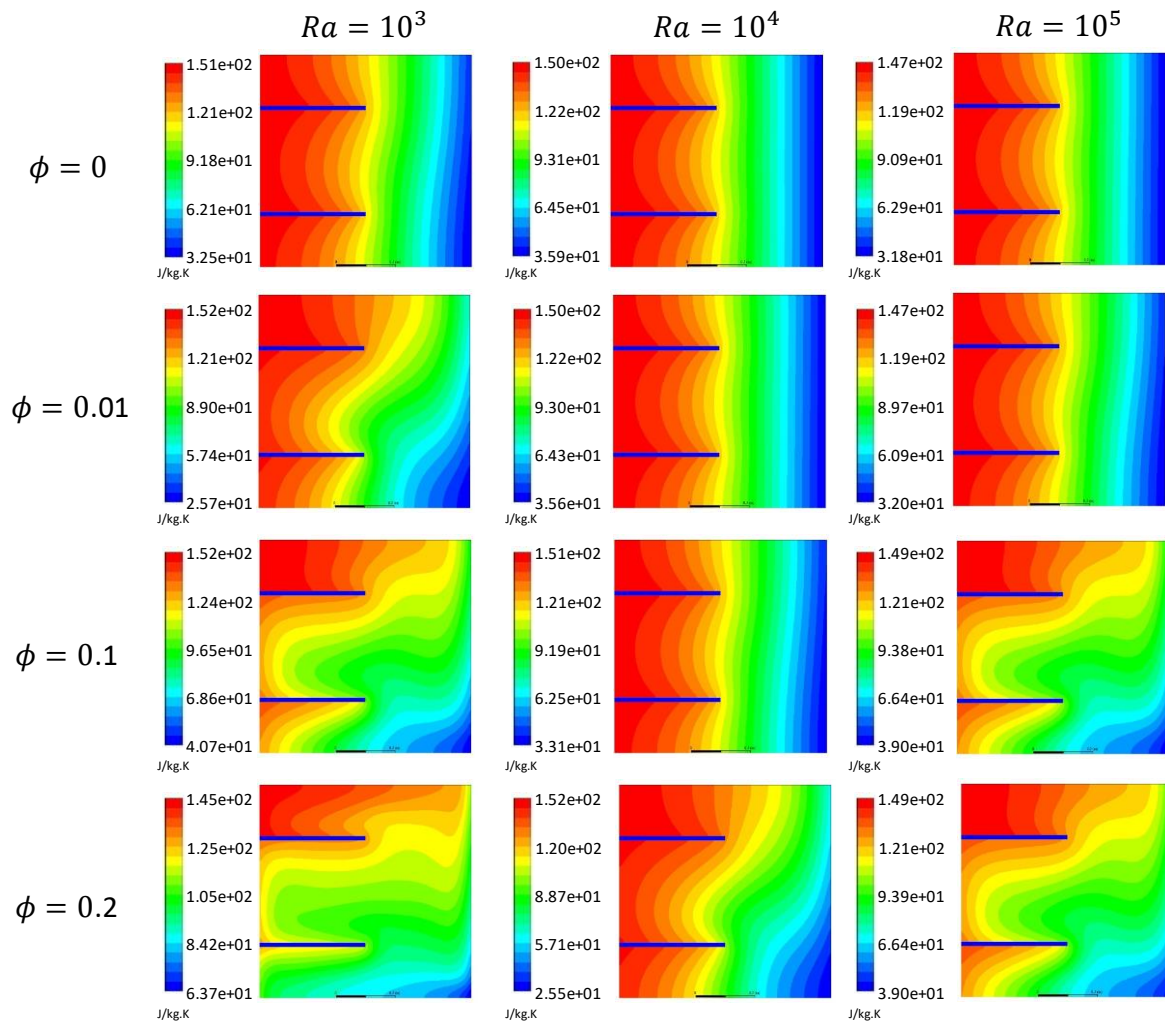 Ra = 10³ Ra = 10⁴ Ra = 10⁵
ϕ = 0
1.51e+02
1.21e+02
9.18e+01
6.21e+01
3.25e+01
J/kg.K
1.50e+02
1.22e+02
9.31e+01
6.45e+01
3.59e+01
J/kg.K
1.47e+02
1.19e+02
9.09e+01
6.29e+01
3.18e+01
J/kg.K
ϕ = 0.01
1.52e+02
1.21e+02
8.90e+01
5.74e+01
2.57e+01
J/kg.K
1.50e+02
1.22e+02
9.30e+01
6.43e+01
3.56e+01
J/kg.K
1.47e+02
1.19e+02
8.97e+01
6.09e+01
3.20e+01
J/kg.K
ϕ = 0.1
1.52e+02
1.24e+02
9.65e+01
6.86e+01
4.07e+01
J/kg.K
1.51e+02
1.22e+02
9.19e+01
6.25e+01
3.31e+01
J/kg.K
1.49e+02
1.21e+02
9.38e+01
6.64e+01
3.90e+01
J/kg.K
ϕ = 0.2
1.45e+02
1.25e+02
1.05e+02
8.42e+01
6.37e+01
J/kg.K
1.52e+02
1.20e+02
8.87e+01
5.71e+01
2.55e+01
J/kg.K
1.49e+02
1.21e+02
9.39e+01
6.64e+01
3.90e+01
J/kg.K